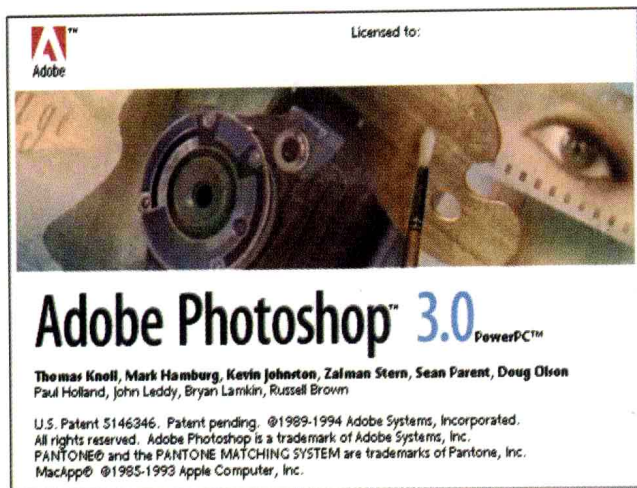 Adobe
Licensed to:
Adobe Photoshop™ 3.0 PowerPC™
Thomas Knoll, Mark Hamburg, Kevin Johnston, Zalman Stern, Sean Parent, Doug Olson
Paul Holland, John Leddy, Bryan Lamkin, Russell Brown
U.S. Patent 5146346. Patent pending. ©1989-1994 Adobe Systems, Incorporated.
All rights reserved. Adobe Photoshop is a trademark of Adobe Systems, Inc.
PANTONE® and the PANTONE MATCHING SYSTEM are trademarks of Pantone, Inc.
MacApp® ©1985-1993 Apple Computer, Inc.